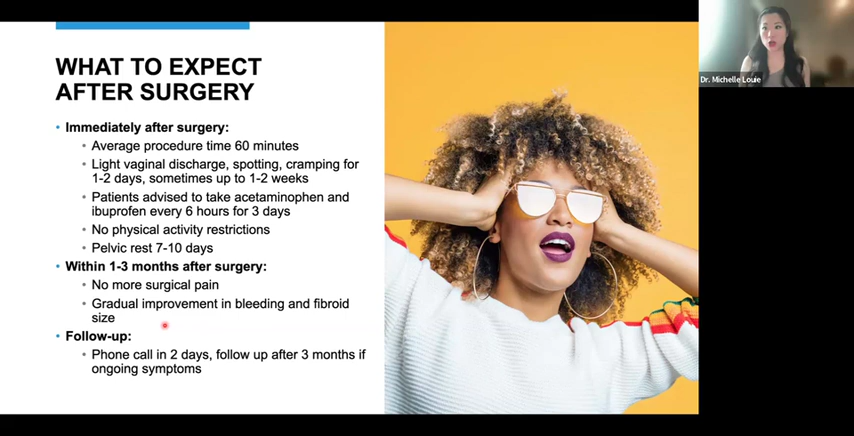 WHAT TO EXPECT
AFTER SURGERY
• Immediately after surgery:
• Average procedure time 60 minutes
• Light vaginal discharge, spotting, cramping for
1-2 days, sometimes up to 1-2 weeks
• Patients advised to take acetaminophen and
ibuprofen every 6 hours for 3 days
• No physical activity restrictions
• Pelvic rest 7-10 days
• Within 1-3 months after surgery:
• No more surgical pain
• Gradual improvement in bleeding and fibroid
size
• Follow-up:
• Phone call in 2 days, follow up after 3 months if
ongoing symptoms
Dr. Michelle Louie